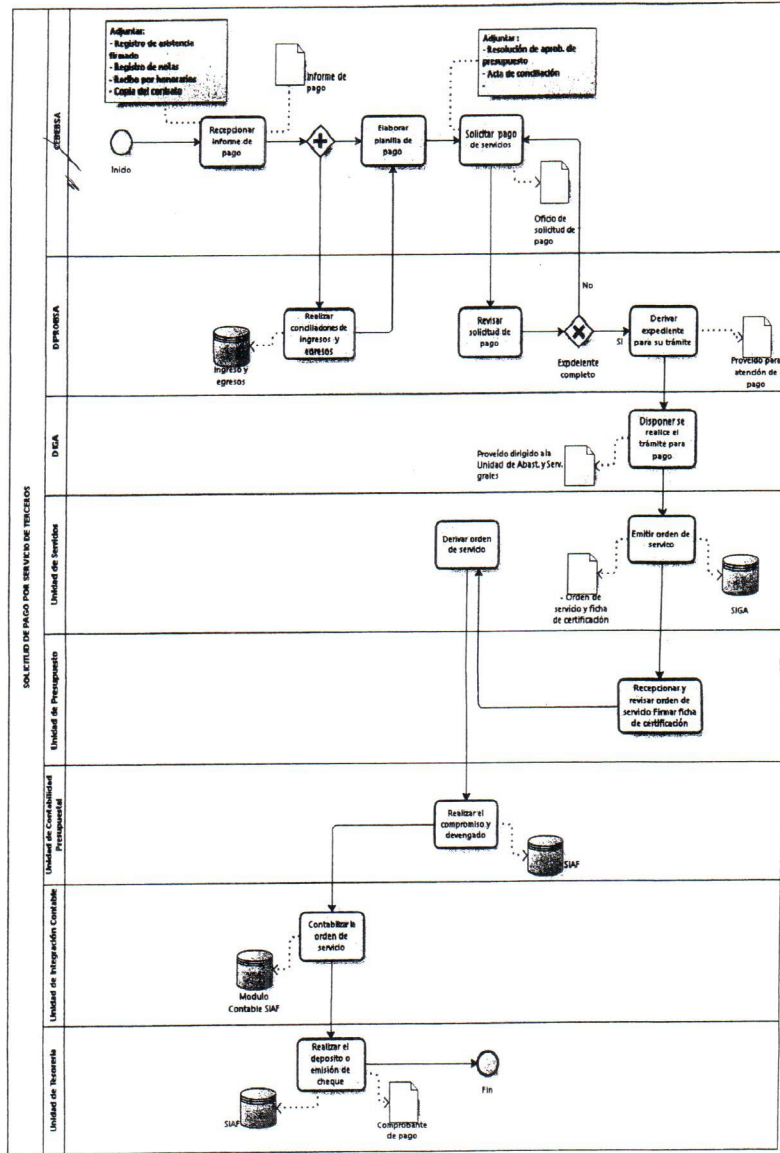 SOLICITUD DE PAGO POR SERVICIO DE TERCEROS
CEDEBSA
Adjuntar:
- Registro de asistencia
firmado
- Registro de notas
- Recibo por honorarios
- Copia del contrato
Informe de
pago
Adjuntar :
- Resolución de aprob. de
presupuesto
- Acta de conciliación
-
Inicio
Recepcionar
informe de
pago
Elaborar
planilla de
pago
Solicitar pago
de servicios
Oficio de
solicitud de
pago
DIPROBSA
No
Realizar
conciliaciones de
ingresos y
egresos
Ingreso y
egresos
Revisar
solicitud de
pago
Expediente
completo
SI
Derivar
expediente
para su trámite
Proveído para
atención de
pago
DIGA
Disponer se
realice el
trámite para
pago
Proveído dirigido a la
Unidad de Abast. y Serv.
grales
Unidad de Servicios
Derivar orden
de servicio
Emitir orden de
servicio
- Orden de
servicio y ficha
de certificación
SIGA
Unidad de Presupuesto
Recepcionar y
revisar orden de
servicio Firmar ficha
de certificación
Unidad de Contabilidad
Presupuestal
Realizar el
compromiso y
devengado
SIAF
Unidad de Integración Contable
Contabilizar la
orden de
servicio
Modulo
Contable SIAF
Unidad de Tesorería
Realizar el
deposito o
emisión de
cheque
SIAF
Comprobante
de pago
Fin